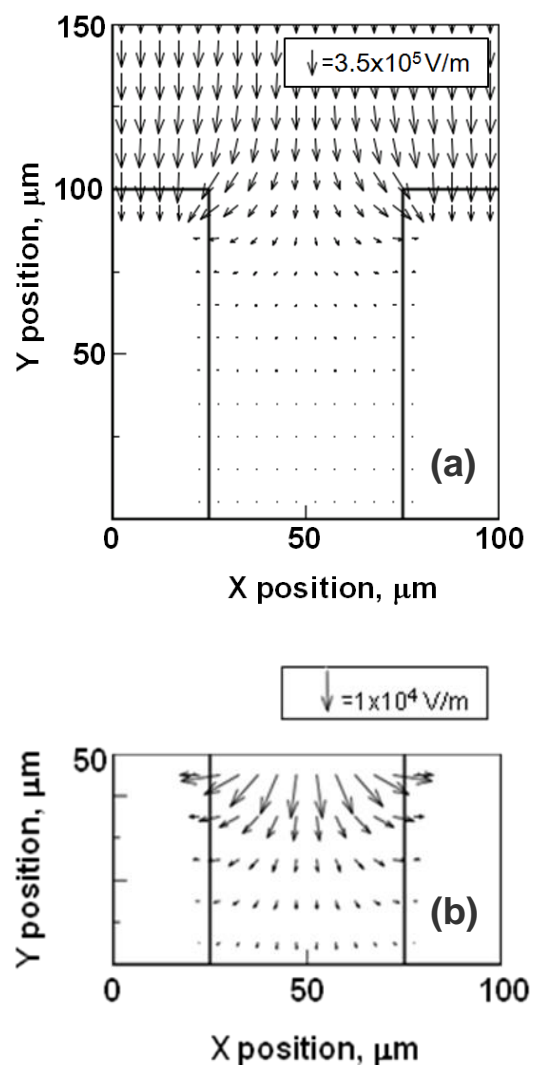 150
=3.5x10⁵V/m
100
Y position, μm
50
(a)
0 50 100
X position, μm
=1x10⁴V/m
50
Y position, μm
(b)
0 50 100
X position, μm